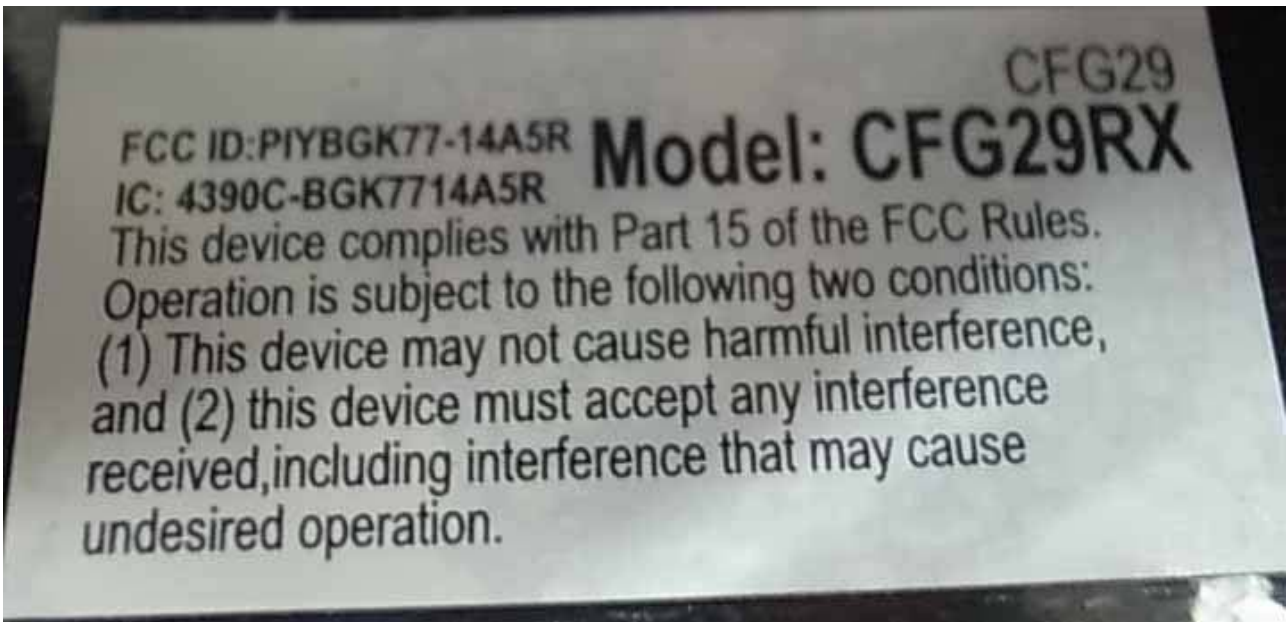 CFG29
FCC ID:PIYBGK77-14A5R Model: CFG29RX
IC: 4390C-BGK7714A5R
This device complies with Part 15 of the FCC Rules.
Operation is subject to the following two conditions:
(1) This device may not cause harmful interference,
and (2) this device must accept any interference
received,including interference that may cause
undesired operation.